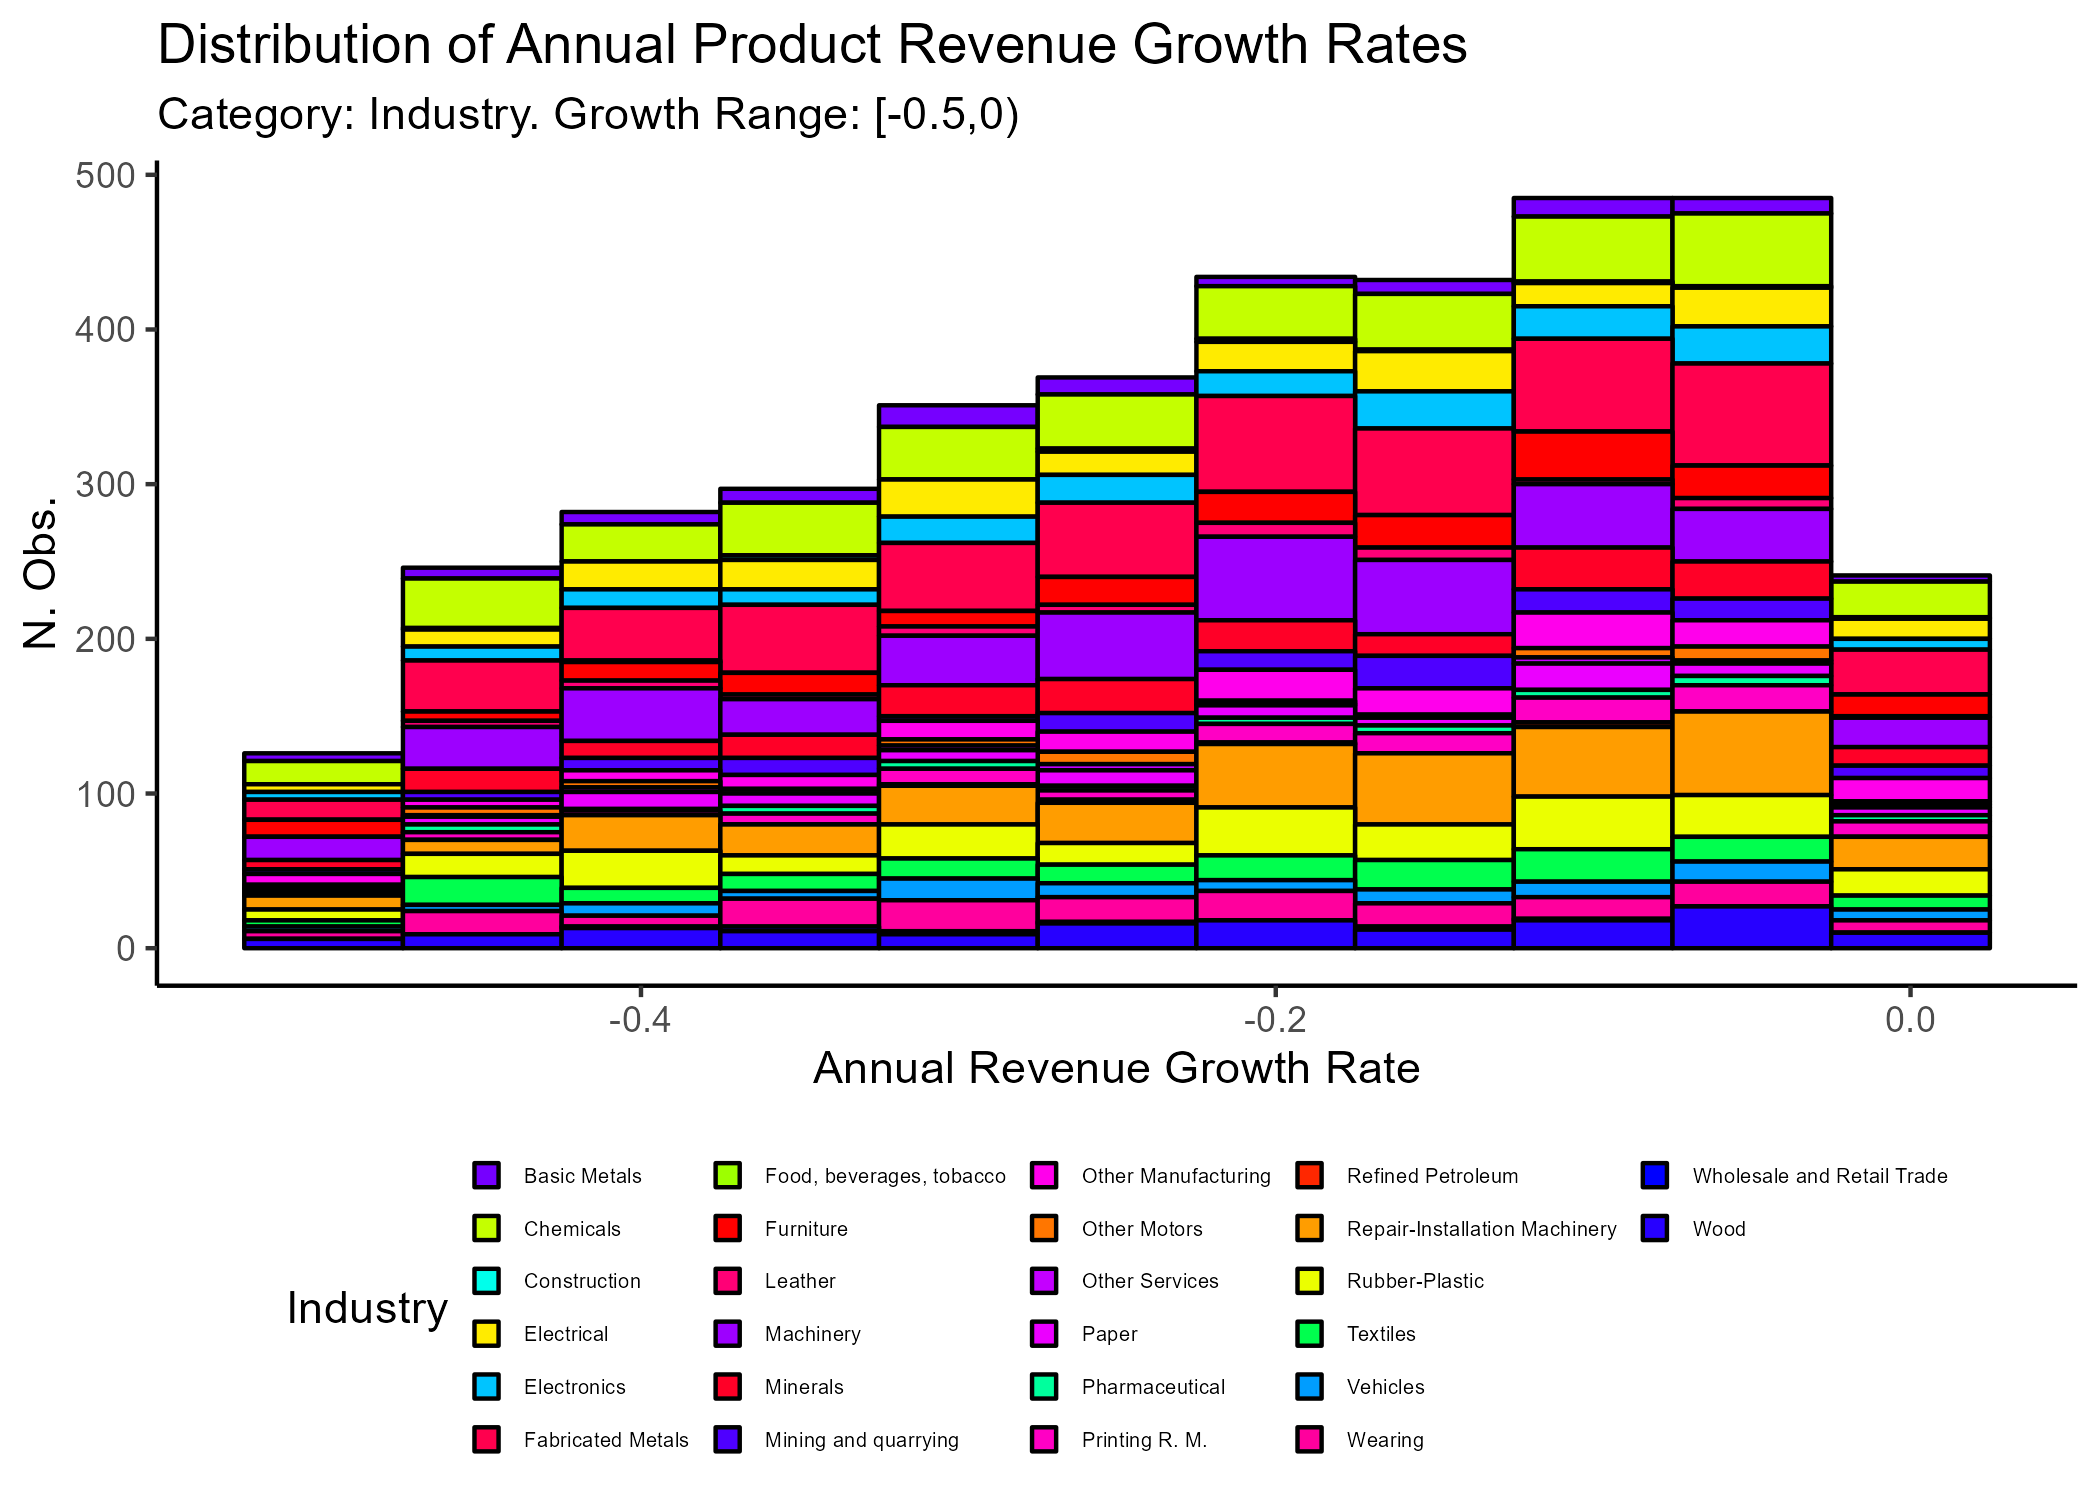 Distribution of Annual Product Revenue Growth Rates
Category: Industry. Growth Range: [-0.5,0)
N. Obs.
500
400
300
200
100
0
-0.4 -0.2 0.0
Annual Revenue Growth Rate
Industry
Basic Metals Food, beverages, tobacco Other Manufacturing Refined Petroleum Wholesale and Retail Trade
Chemicals Furniture Other Motors Repair-Installation Machinery Wood
Construction Leather Other Services Rubber-Plastic
Electrical Machinery Paper Textiles
Electronics Minerals Pharmaceutical Vehicles
Fabricated Metals Mining and quarrying Printing R. M. Wearing